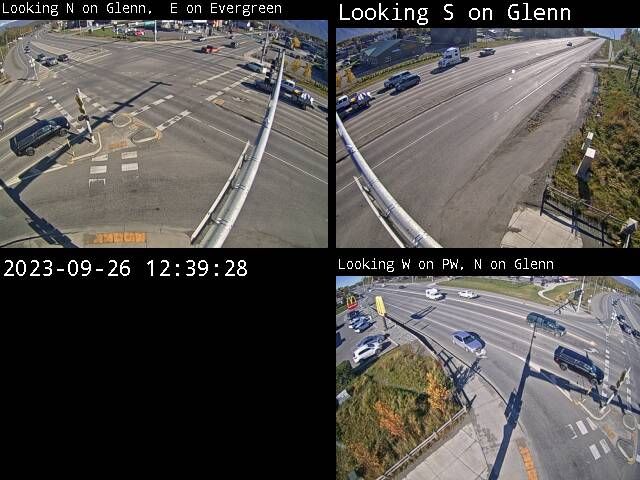 Looking N on Glenn, E on Evergreen
Looking S on Glenn
2023-09-26 12:39:28
Looking W on PW, N on Glenn